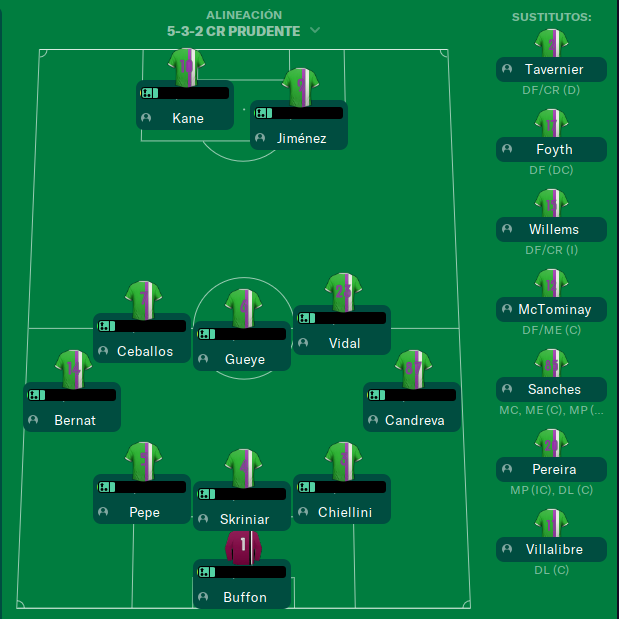 ALINEACIÓN
5-3-2 CR PRUDENTE
10
Kane
9
Jiménez
7
Ceballos
6
Gueye
23
Vidal
14
Bernat
87
Candreva
5
Pepe
4
Skriniar
3
Chiellini
1
Buffon
SUSTITUTOS:
2
Tavernier
DF/CR (D)
17
Foyth
DF (DC)
15
Willems
DF/CR (I)
12
McTominay
DF/ME (C)
85
Sanches
MC, ME (C), MP (...
20
Pereira
MP (IC), DL (C)
11
Villalibre
DL (C)